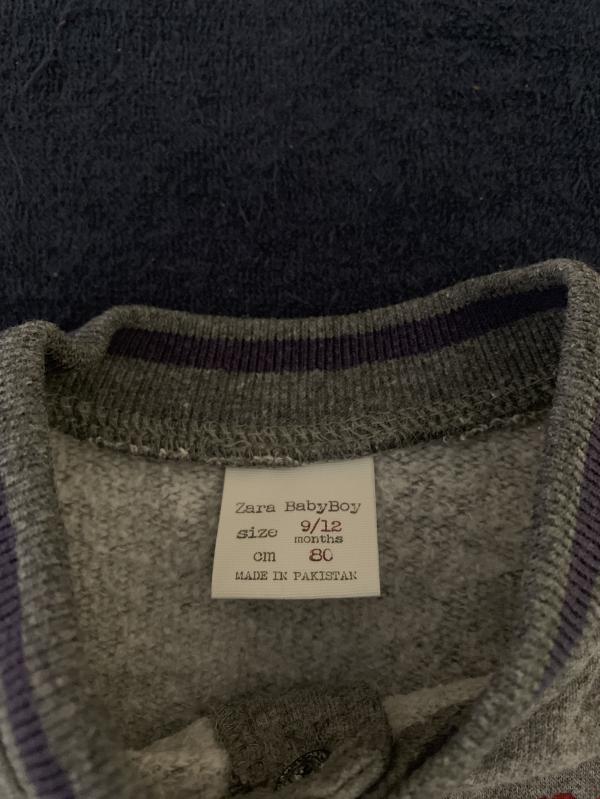 Zara BabyBoy
size 9/12
months
cm 80
MADE IN PAKISTAN